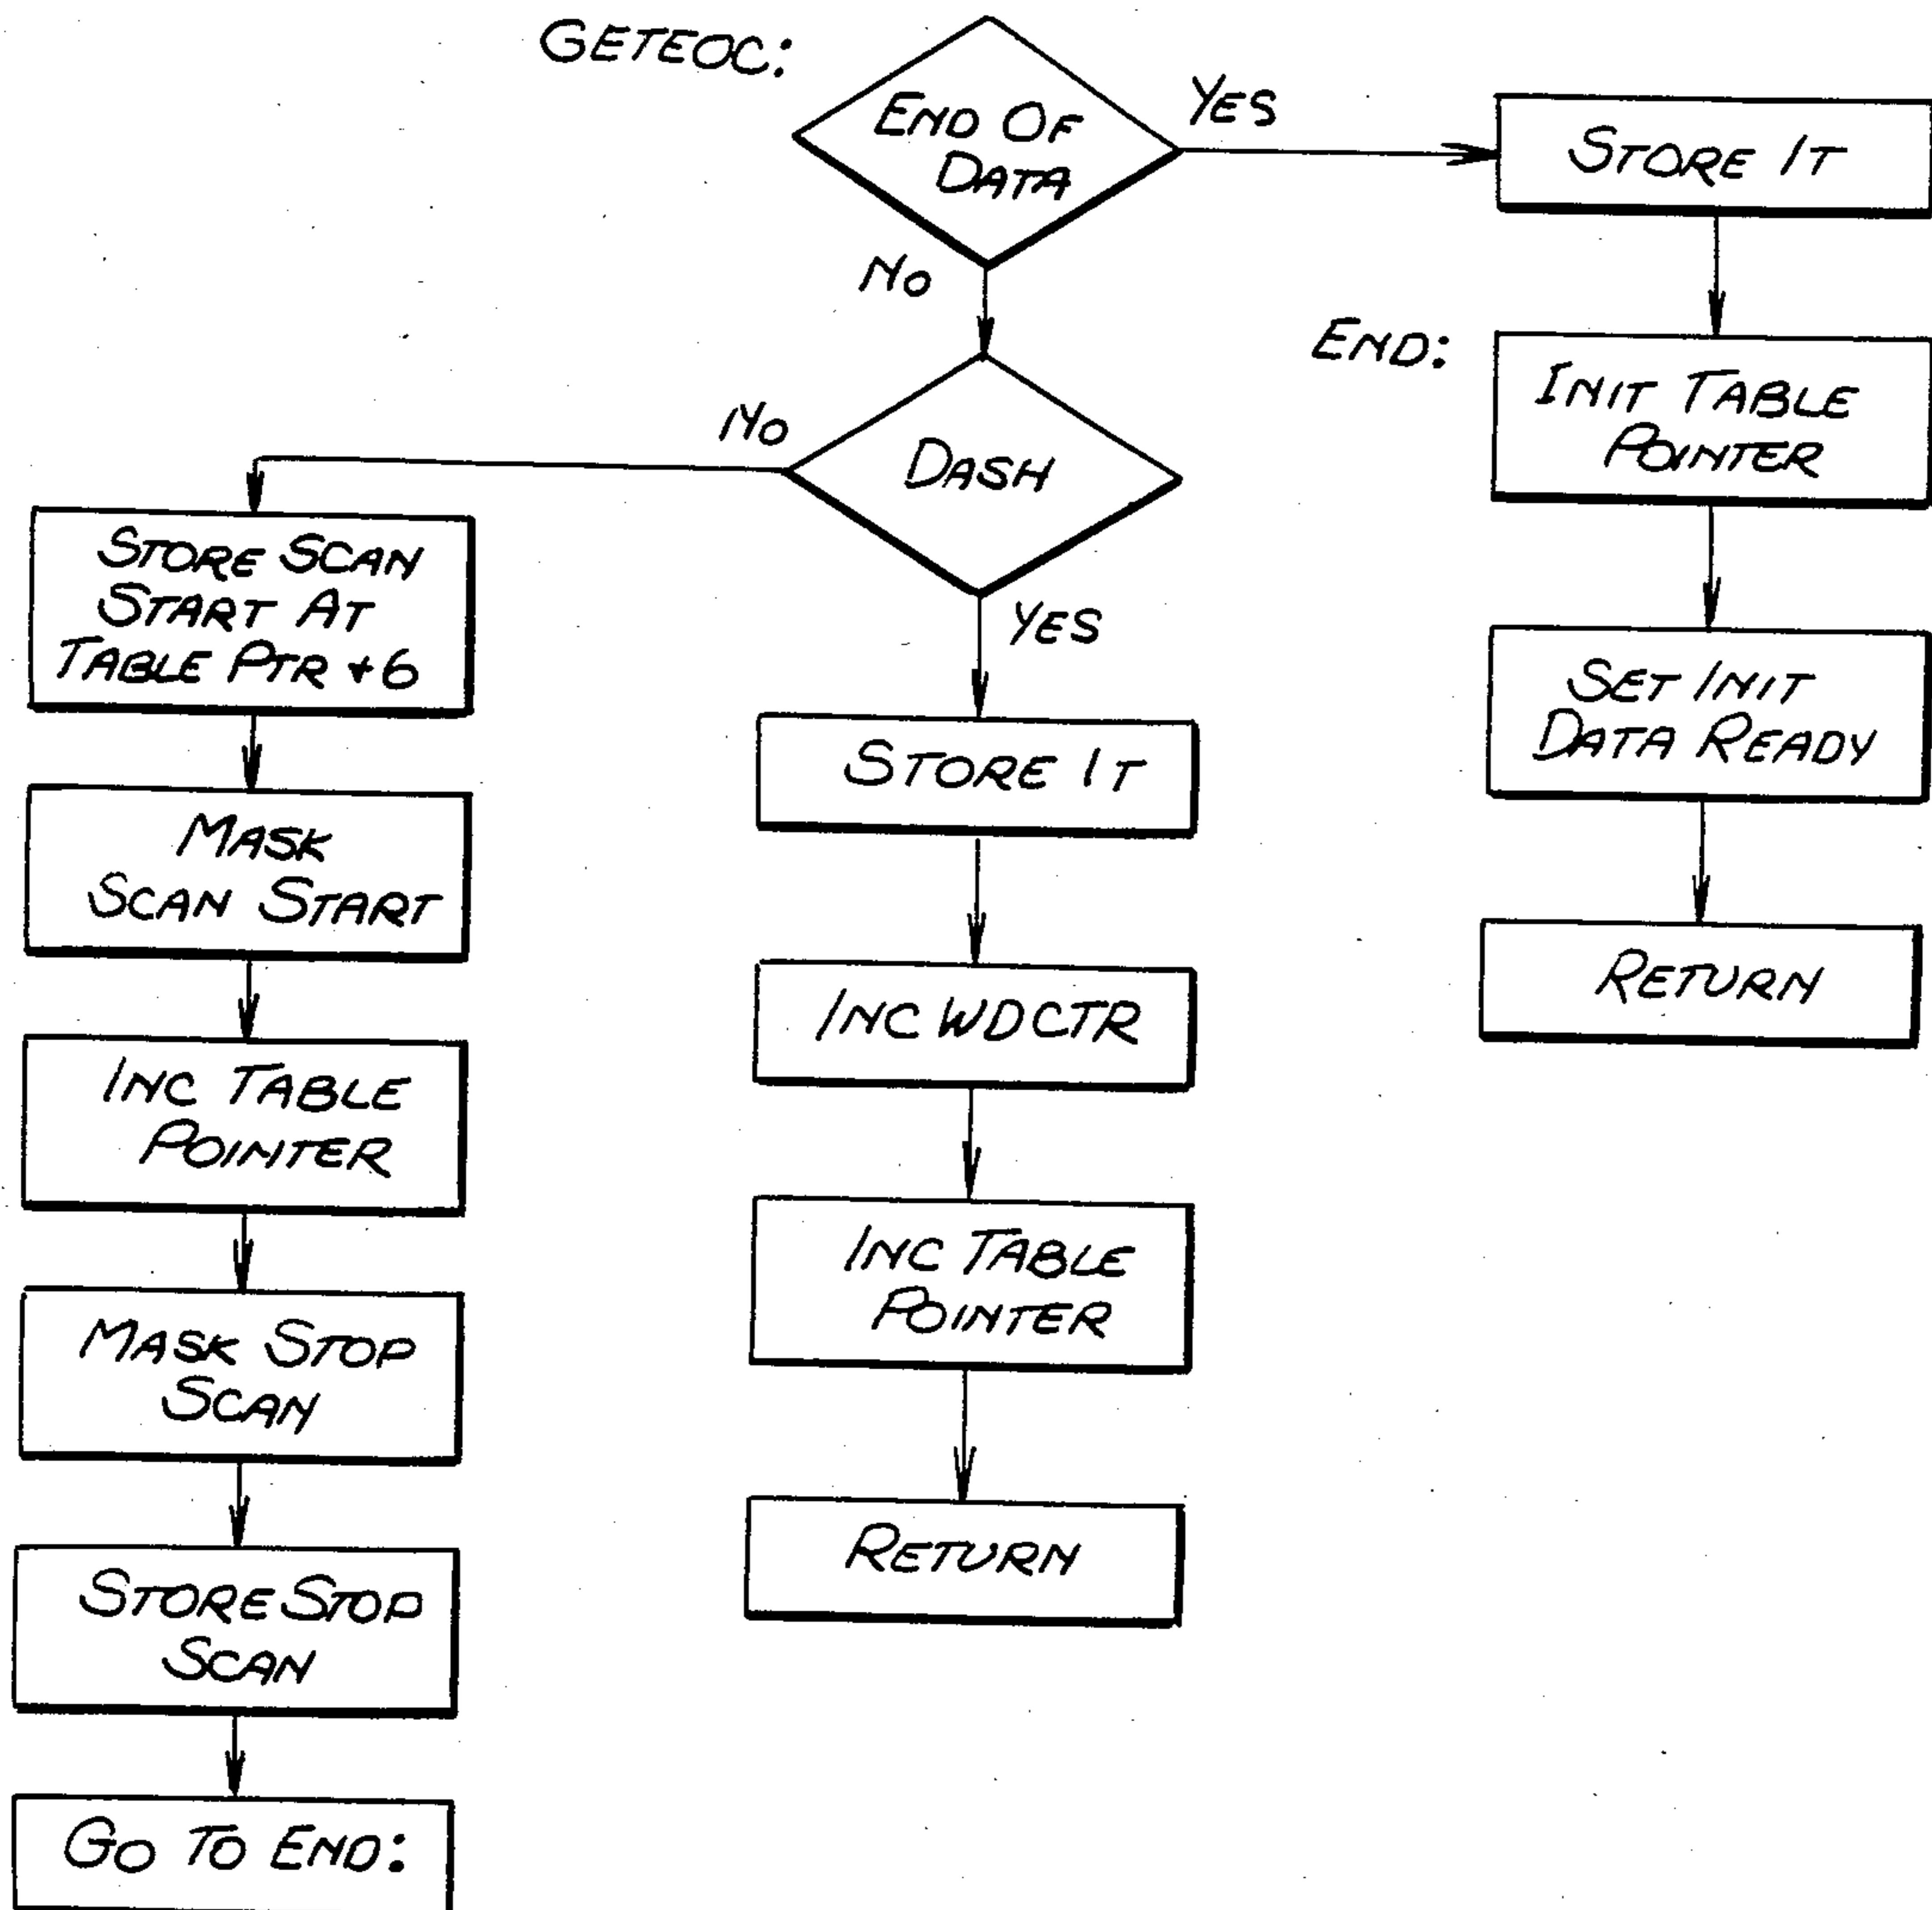 GETEOC:
END OF
DATA
YES
STORE IT
NO
END:
INIT TABLE
POINTER
SET INIT
DATA READY
RETURN
DASH
NO
YES
STORE IT
INC WDCTR
INC TABLE
POINTER
RETURN
STORE SCAN
START AT
TABLE PTR +6
MASK
SCAN START
INC TABLE
POINTER
MASK STOP
SCAN
STORE STOP
SCAN
GO TO END: